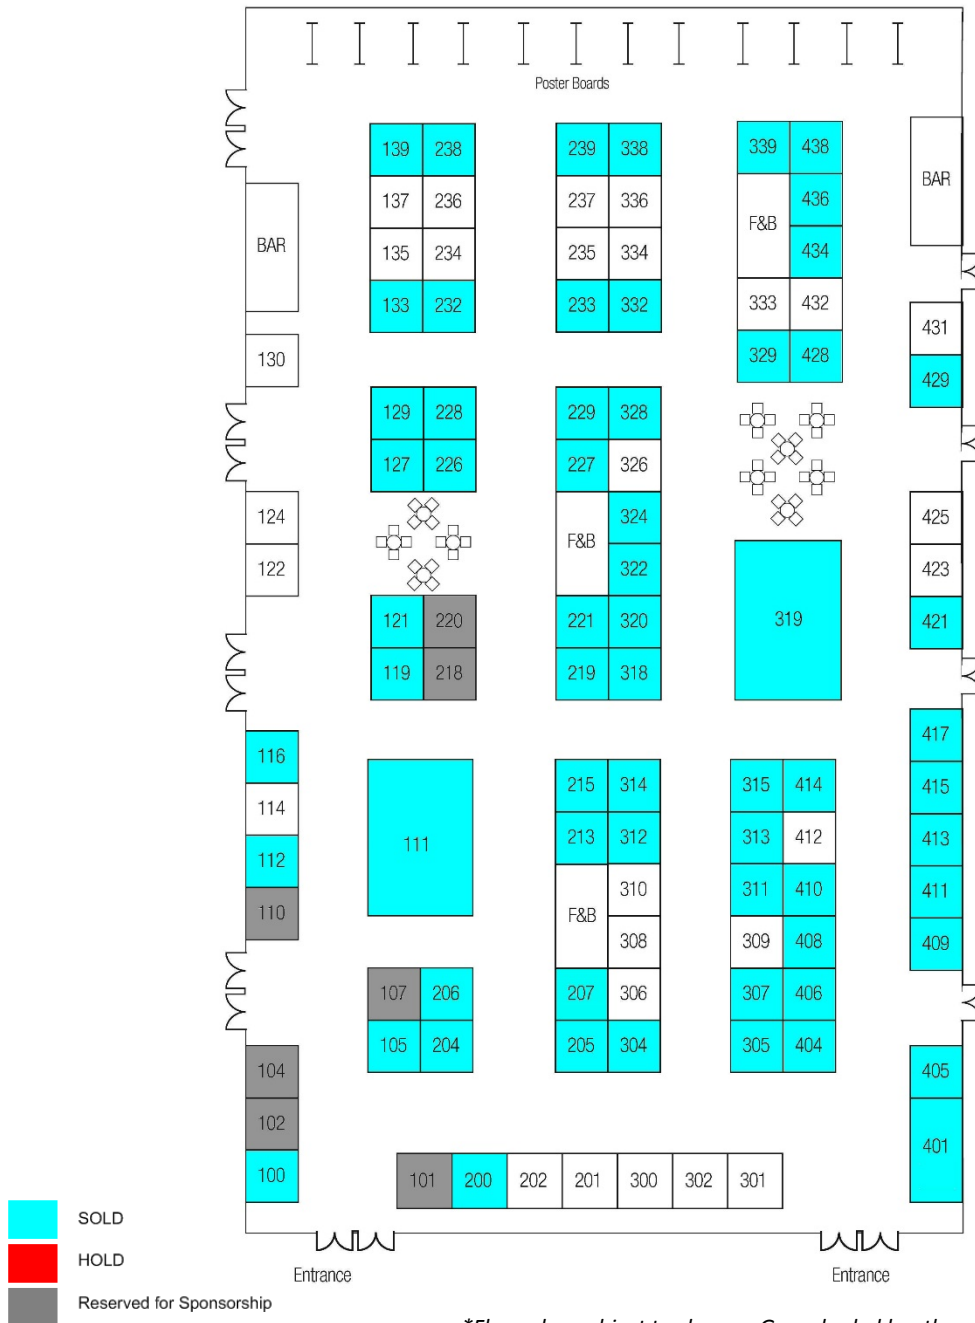 Poster Boards
139 238 239 338 339 438
BAR
137 236 237 336 F&B 436
BAR
135 234 235 334 434
133 232 233 332 333 432
431
130 329 428
429
129 228 229 328
127 226 227 326
124 F&B 324 425
122 322 423
121 220 221 320 319 421
119 218 219 318
116 417
215 314 315 414 415
114 111
112 213 312 313 412 413
110 F&B 310 311 410 411
308 309 408 409
107 206 207 306 307 406
105 204 205 304 305 404
104 405
102 401
100
101 200 202 201 300 302 301
SOLD
HOLD
Entrance Entrance
Reserved for Sponsorship